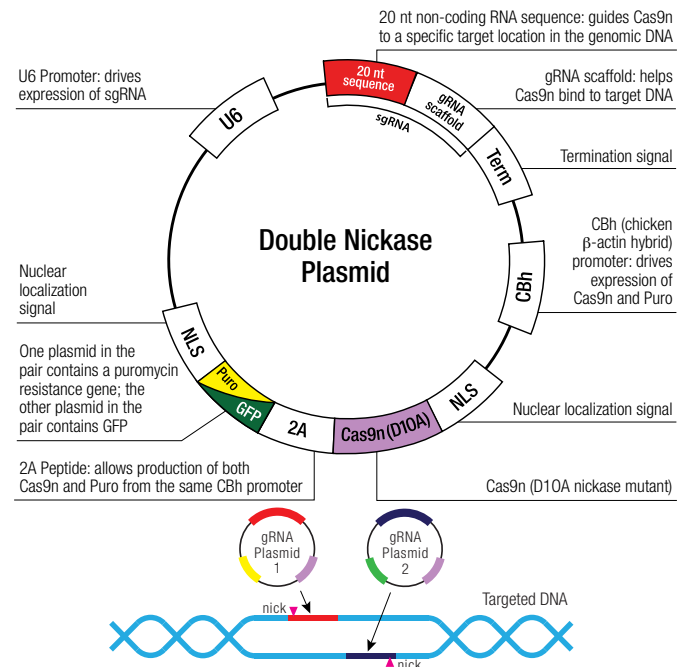 20 nt non-coding RNA sequence: guides Cas9n
to a specific target location in the genomic DNA
U6 Promoter: drives
expression of sgRNA
gRNA scaffold: helps
Cas9n bind to target DNA
20 nt
sequence
gRNA
scaffold
sgRNA
U6
Term
Termination signal
Double Nickase
Plasmid
CBh (chicken
β-actin hybrid)
promoter: drives
expression of
Cas9n and Puro
CBh
Nuclear
localization
signal
NLS
One plasmid in the
pair contains a puromycin
resistance gene; the
other plasmid in the
pair contains GFP
Puro
GFP
2A
Cas9n (D10A)
NLS
Nuclear localization signal
2A Peptide: allows production of both
Cas9n and Puro from the same CBh promoter
Cas9n (D10A nickase mutant)
gRNA
Plasmid
1
gRNA
Plasmid
2
nick
Targeted DNA
nick